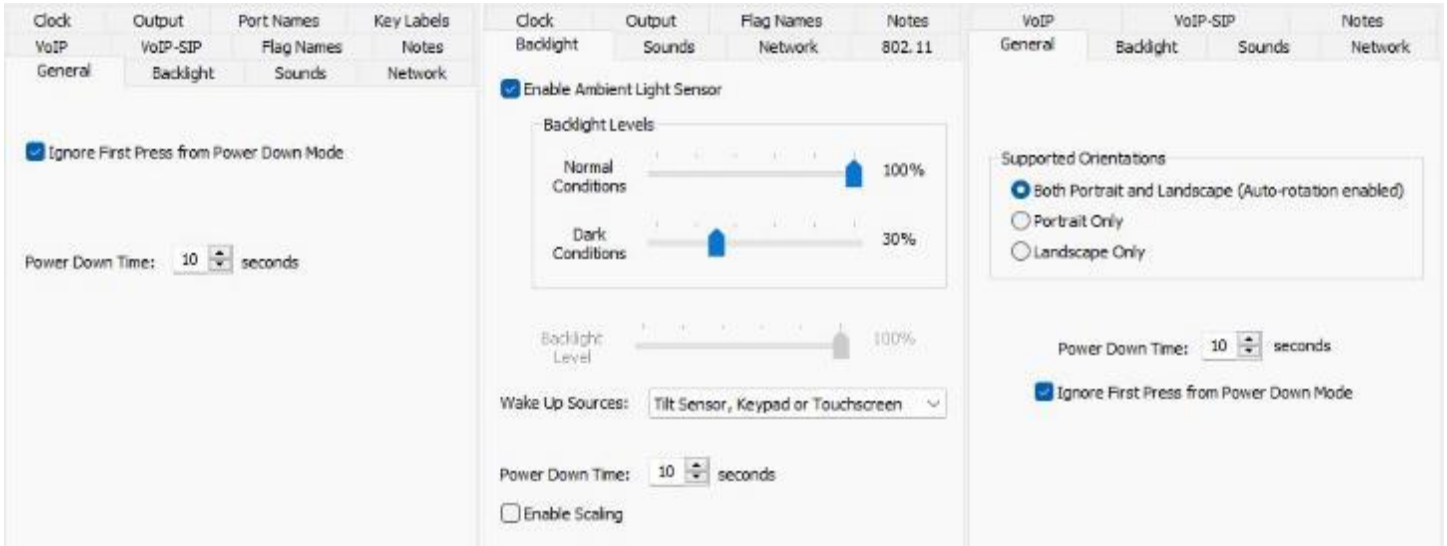 Clock Output Port Names Key Labels
VoIP VoIP-SIP Flag Names Notes
General Backlight Sounds Network
Ignore First Press from Power Down Mode
Power Down Time: 10 seconds
Clock Output Flag Names Notes
Backlight Sounds Network 802.11
Enable Ambient Light Sensor
Backlight Levels
Normal
Conditions
100%
Dark
Conditions
30%
Backlight
Level
100%
Wake Up Sources: Tilt Sensor, Keypad or Touchscreen
Power Down Time: 10 seconds
Enable Scaling
VoIP VoIP-SIP Notes
General Backlight Sounds Network
Supported Orientations
Both Portrait and Landscape (Auto-rotation enabled)
Portrait Only
Landscape Only
Power Down Time: 10 seconds
Ignore First Press from Power Down Mode